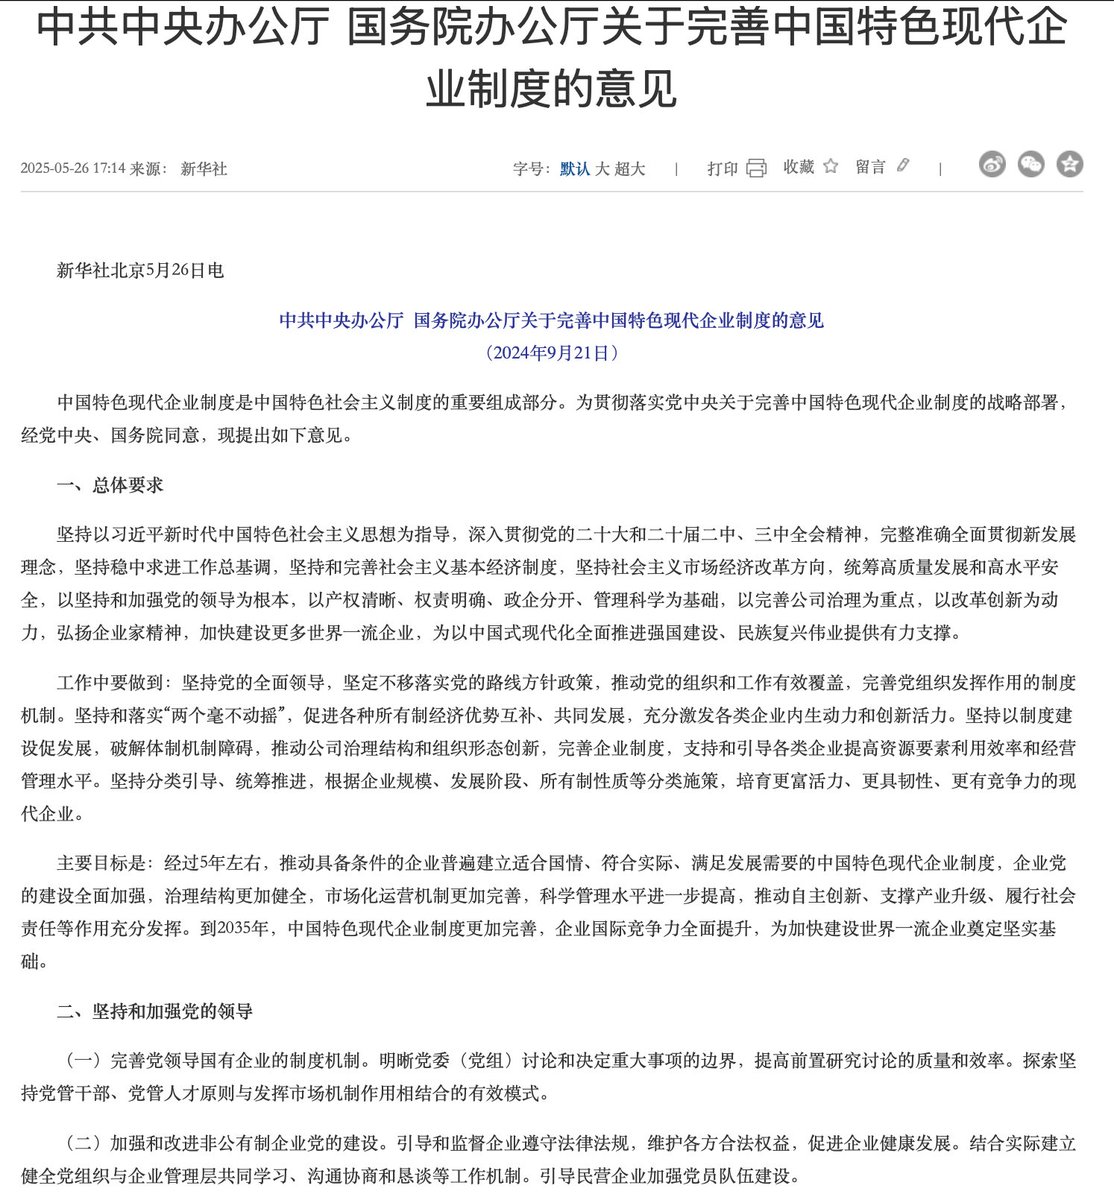 中共中央办公厅 国务院办公厅关于完善中国特色现代企
业制度的意见
2025-05-26 17:14 来源： 新华社
字号：默认 大 超大 | 打印 收藏 留言 |
新华社北京5月26日电
中共中央办公厅 国务院办公厅关于完善中国特色现代企业制度的意见
（2024年9月21日）
中国特色现代企业制度是中国特色社会主义制度的重要组成部分。为贯彻落实党中央关于完善中国特色现代企业制度的战略部署，
经党中央、国务院同意，现提出如下意见。
一、总体要求
坚持以习近平新时代中国特色社会主义思想为指导，深入贯彻党的二十大和二十届二中、三中全会精神，完整准确全面贯彻新发展
理念，坚持稳中求进工作总基调，坚持和完善社会主义基本经济制度，坚持社会主义市场经济改革方向，统筹高质量发展和高水平安
全，以坚持和加强党的领导为根本，以产权清晰、权责明确、政企分开、管理科学为基础，以完善公司治理为重点，以改革创新为动
力，弘扬企业家精神，加快建设更多世界一流企业，为以中国式现代化全面推进强国建设、民族复兴伟业提供有力支撑。
工作中要做到：坚持党的全面领导，坚定不移落实党的路线方针政策，推动党的组织和工作有效覆盖，完善党组织发挥作用的制度
机制。坚持和落实“两个毫不动摇”，促进各种所有制经济优势互补、共同发展，充分激发各类企业内生动力和创新活力。坚持以制度建
设促发展，破解体制机制障碍，推动公司治理结构和组织形态创新，完善企业制度，支持和引导各类企业提高资源要素利用效率和经营
管理水平。坚持分类引导、统筹推进，根据企业规模、发展阶段、所有制性质等分类施策，培育更富活力、更具韧性、更有竞争力的现
代企业。
主要目标是：经过5年左右，推动具备条件的企业普遍建立适合国情、符合实际、满足发展需要的中国特色现代企业制度，企业党
的建设全面加强，治理结构更加健全，市场化运营机制更加完善，科学管理水平进一步提高，推动自主创新、支撑产业升级、履行社会
责任等作用充分发挥。到2035年，中国特色现代企业制度更加完善，企业国际竞争力全面提升，为加快建设世界一流企业奠定坚实基
础。
二、坚持和加强党的领导
（一）完善党领导国有企业的制度机制。明晰党委（党组）讨论和决定重大事项的边界，提高前置研究讨论的质量和效率。探索坚
持党管干部、党管人才原则与发挥市场机制作用相结合的有效模式。
（二）加强和改进非公有制企业党的建设。引导和监督企业遵守法律法规，维护各方合法权益，促进企业健康发展。结合实际建立
健全党组织与企业管理层共同学习、沟通协商和恳谈等工作机制。引导民营企业加强党员队伍建设。